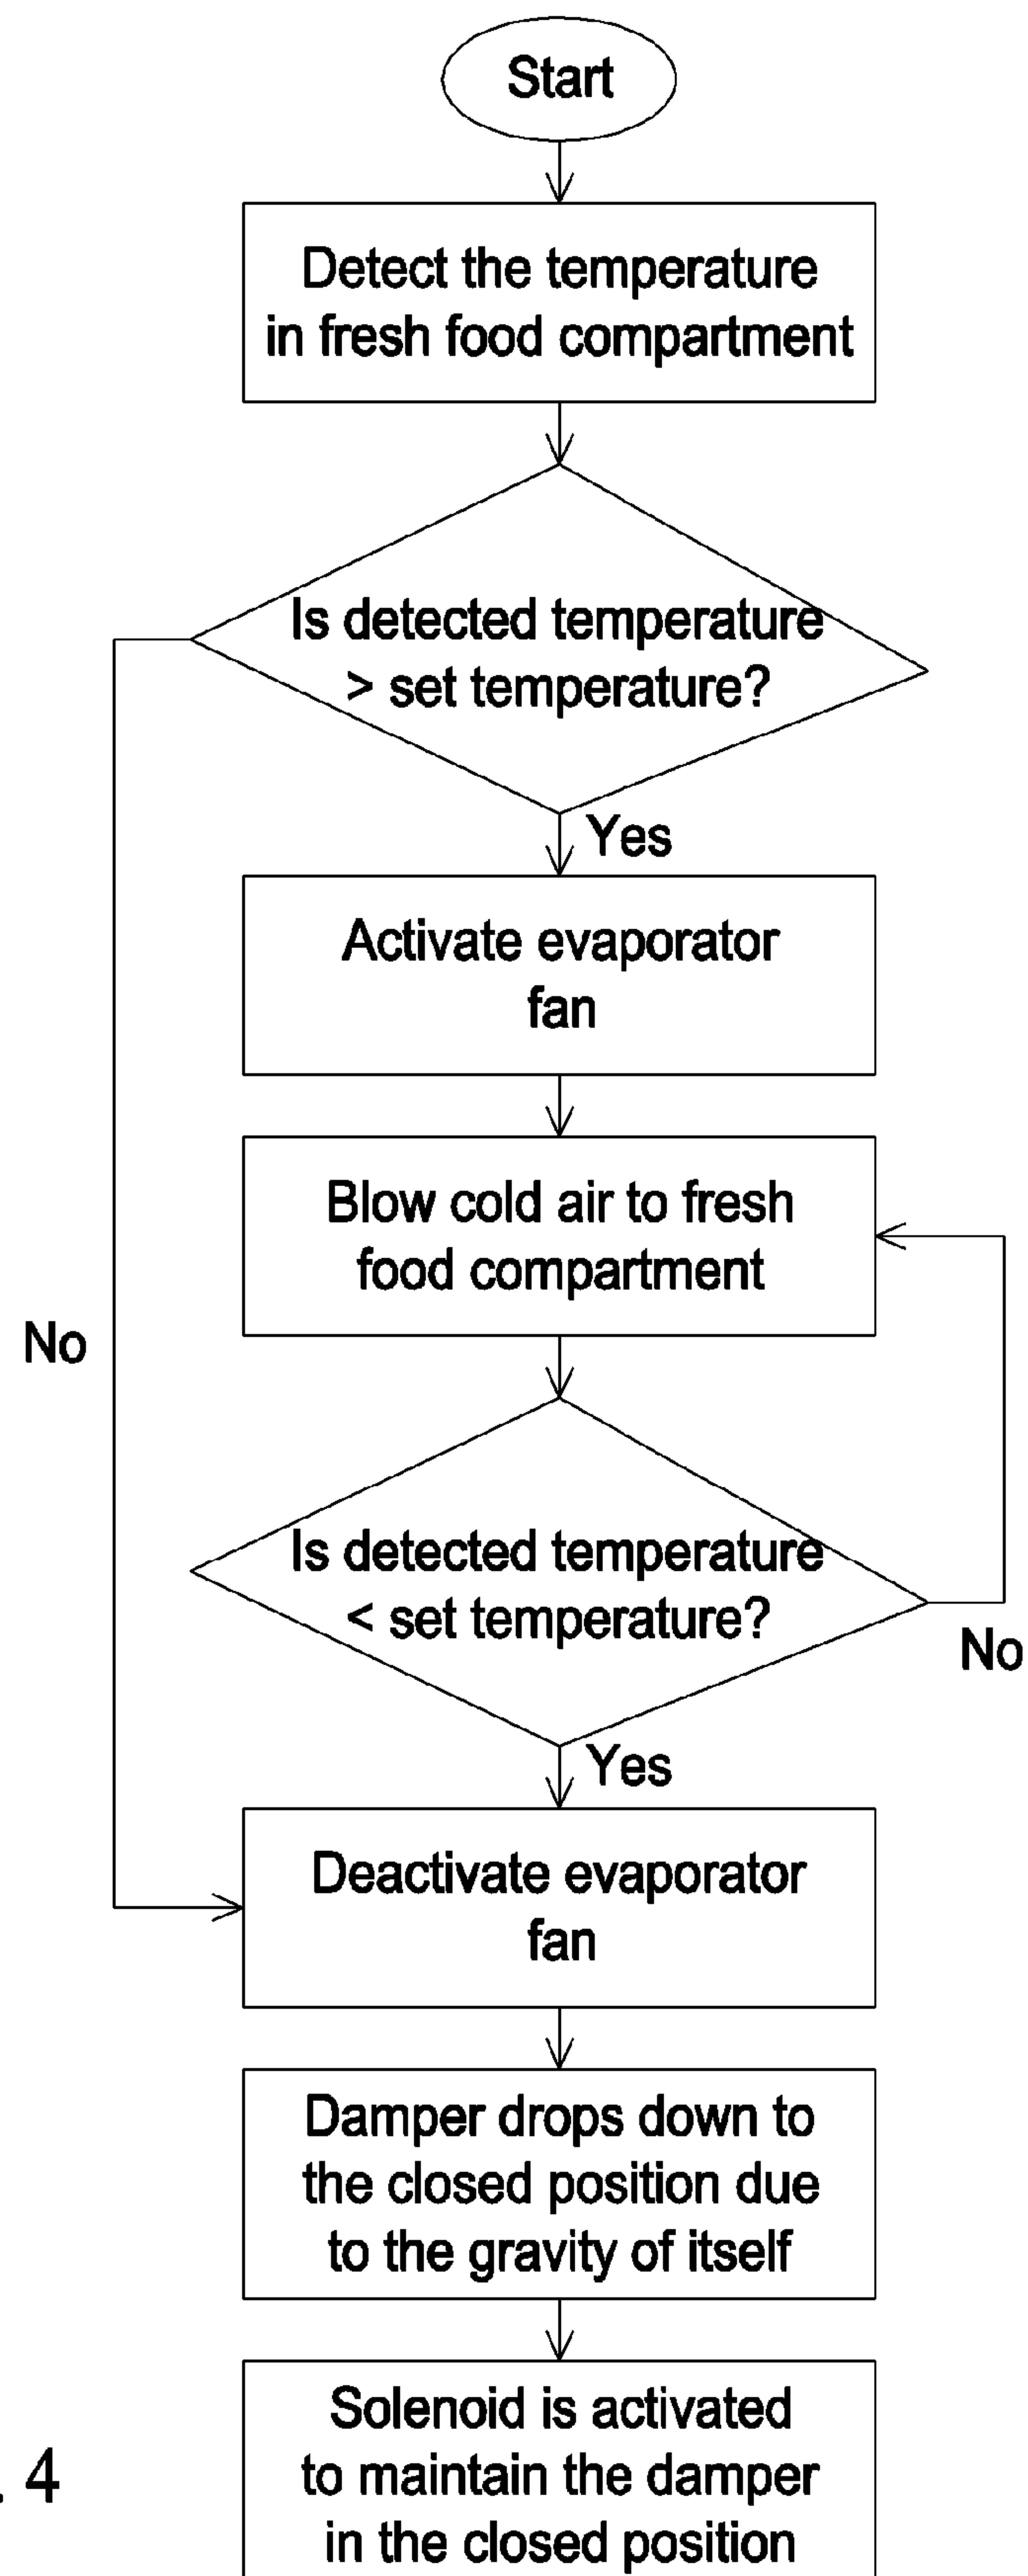 Start
Detect the temperature
in fresh food compartment
Is detected temperature
> set temperature?
Yes
Activate evaporator
fan
Blow cold air to fresh
food compartment
No
Is detected temperature
< set temperature?
No
Yes
Deactivate evaporator
fan
Damper drops down to
the closed position due
to the gravity of itself
Solenoid is activated
to maintain the damper
in the closed position
. 4